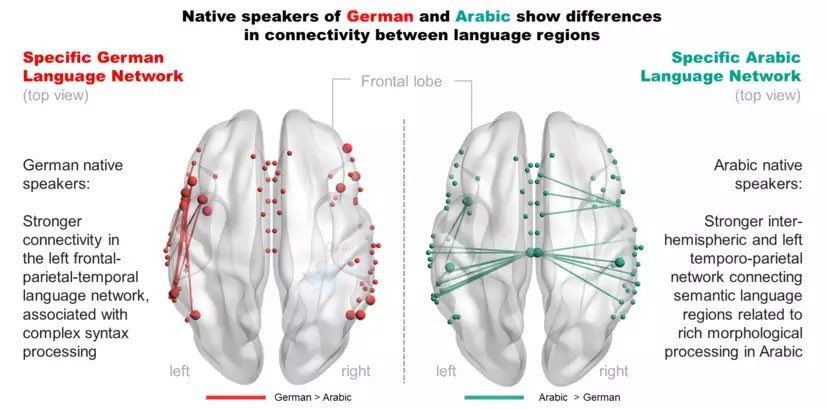 Native speakers of German and Arabic show differences
in connectivity between language regions
Specific German
Language Network
(top view)
Frontal lobe
Specific Arabic
Language Network
(top view)
German native
speakers:
Stronger
connectivity in
the left frontal-
parietal-temporal
language network,
associated with
complex syntax
processing
Arabic native
speakers:
Stronger inter-
hemispheric and left
temporo-parietal
network connecting
semantic language
regions related to
rich morphological
processing in Arabic
left
right
left
right
German > Arabic
Arabic > German